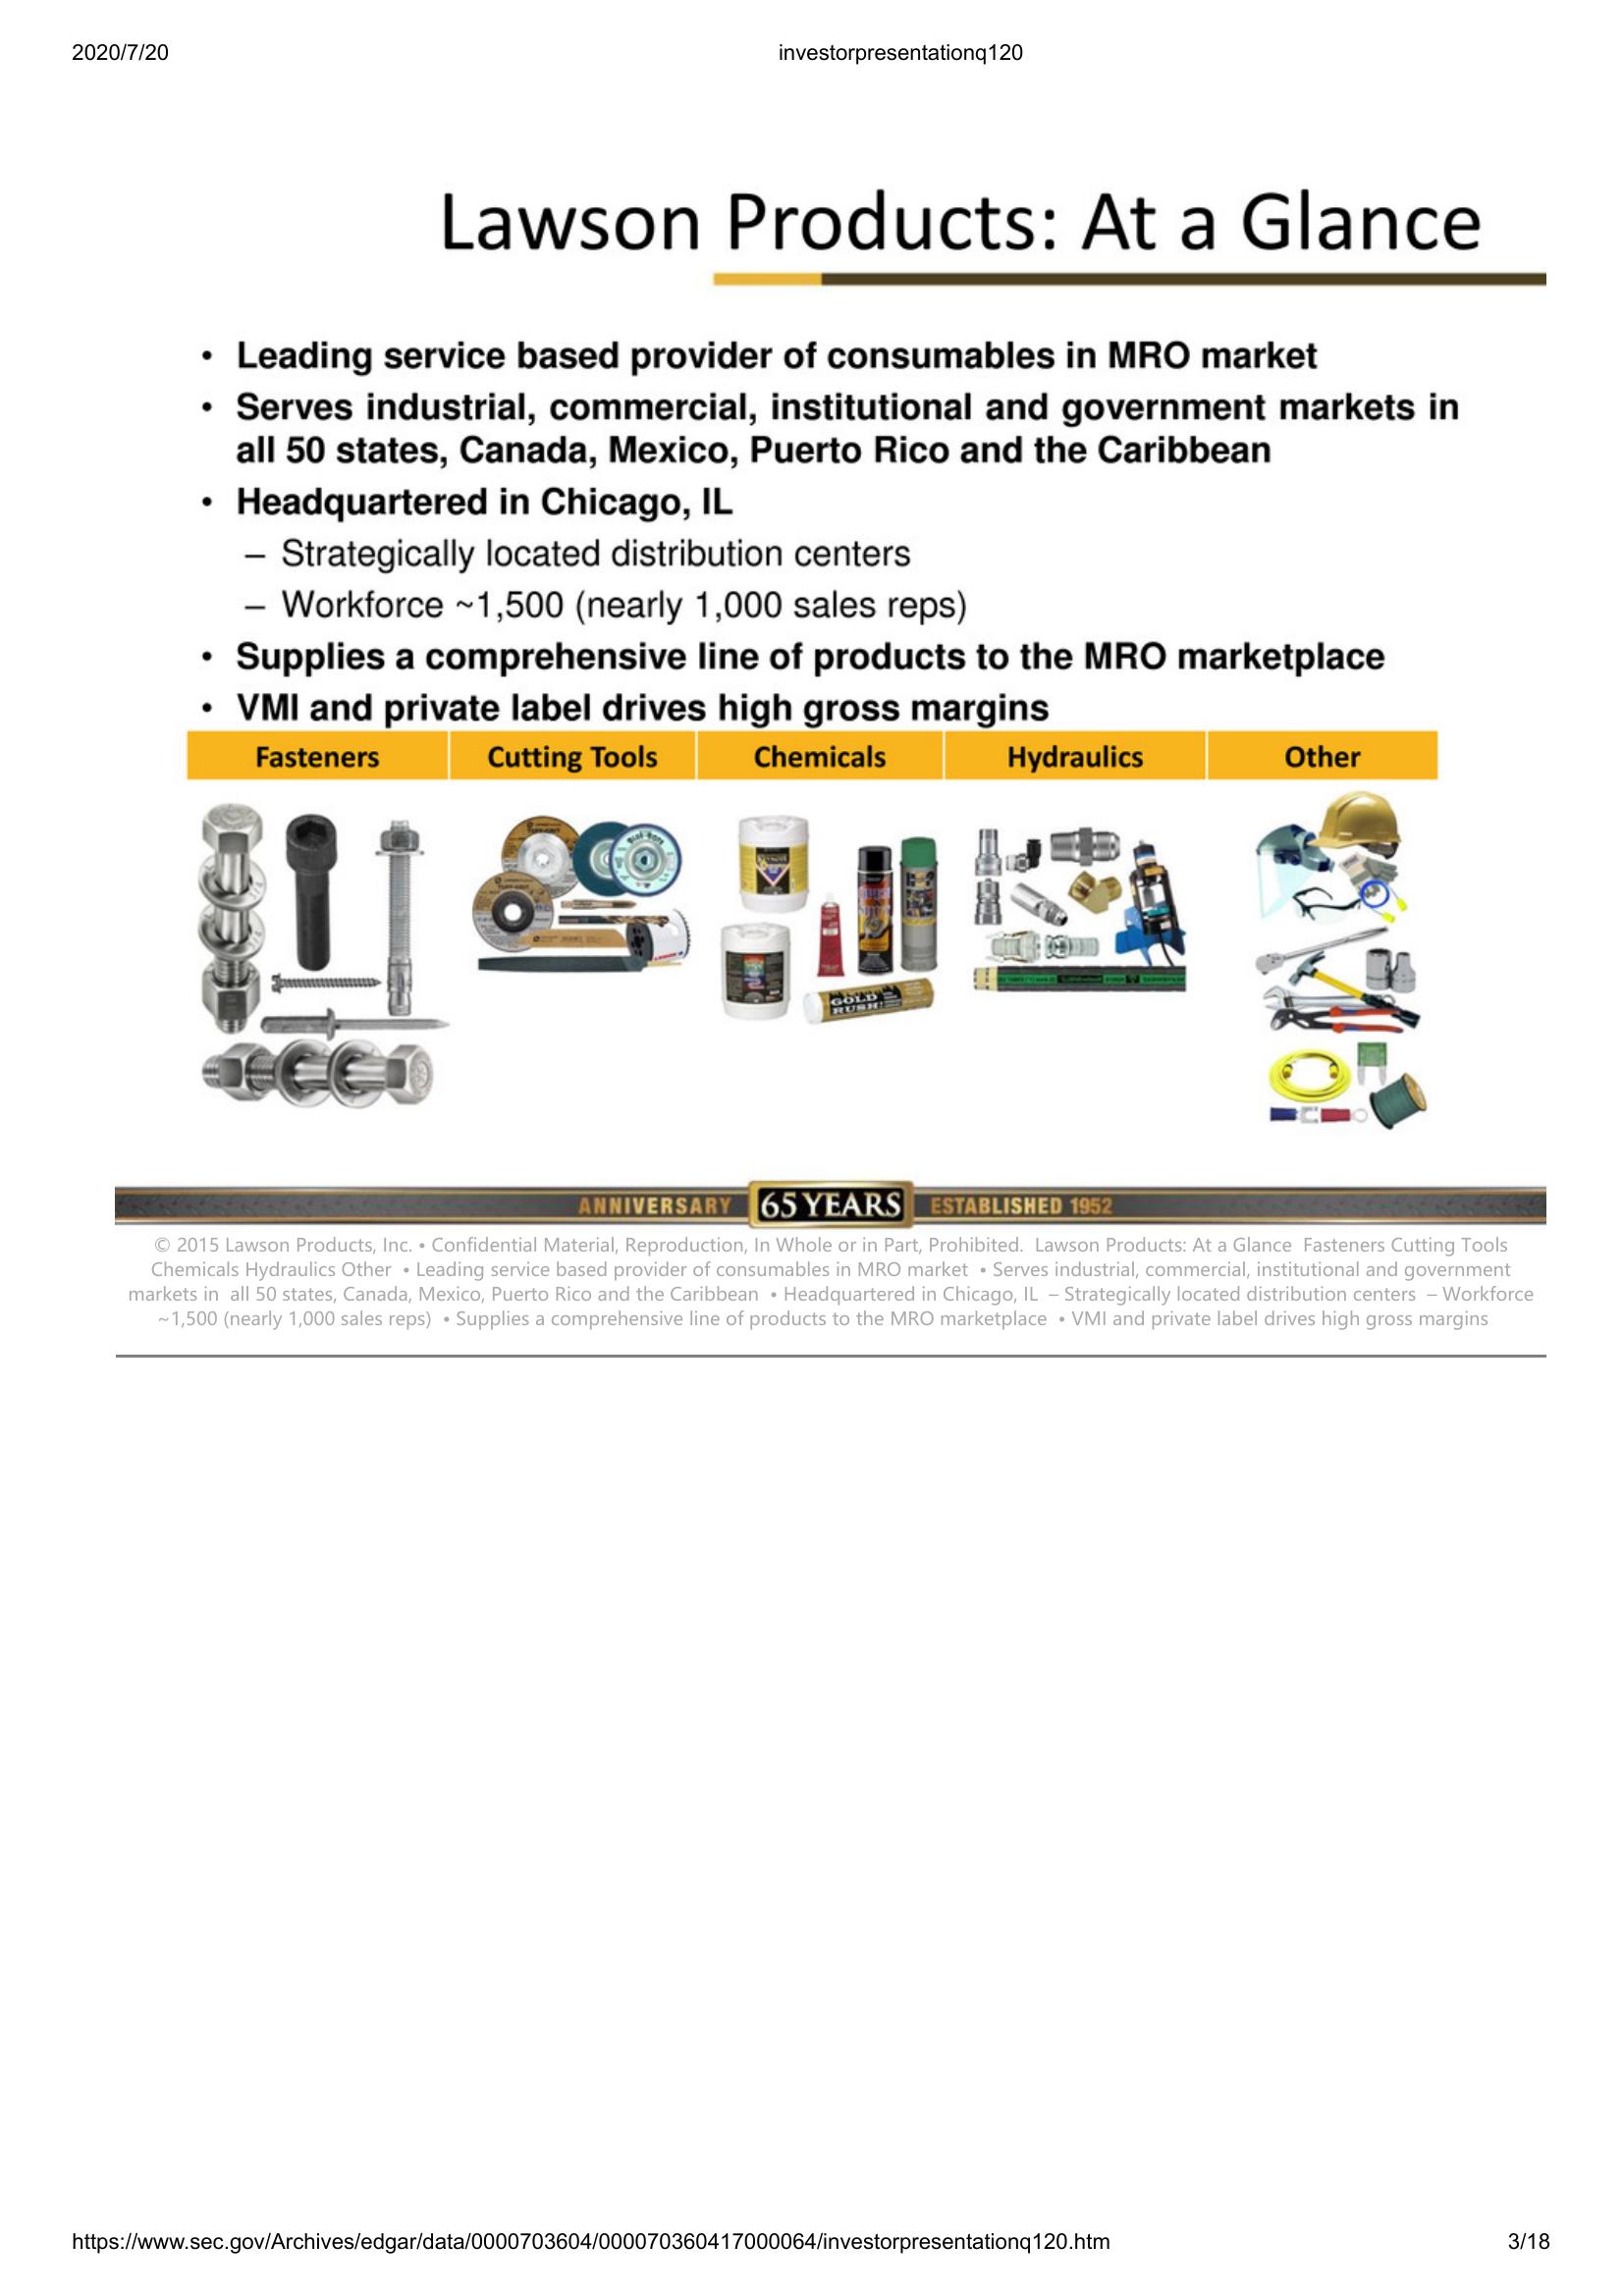 2020/7/20
investorpresentationq120
Lawson Products: At a Glance
• Leading service based provider of consumables in MRO market
• Serves industrial, commercial, institutional and government markets in
all 50 states, Canada, Mexico, Puerto Rico and the Caribbean
• Headquartered in Chicago, IL
– Strategically located distribution centers
– Workforce ~1,500 (nearly 1,000 sales reps)
• Supplies a comprehensive line of products to the MRO marketplace
• VMI and private label drives high gross margins
Fasteners Cutting Tools Chemicals Hydraulics Other
GOLD
RUSH
ANNIVERSARY 65 YEARS ESTABLISHED 1952
© 2015 Lawson Products, Inc. • Confidential Material, Reproduction, In Whole or in Part, Prohibited. Lawson Products: At a Glance Fasteners Cutting Tools
Chemicals Hydraulics Other • Leading service based provider of consumables in MRO market • Serves industrial, commercial, institutional and government
markets in all 50 states, Canada, Mexico, Puerto Rico and the Caribbean • Headquartered in Chicago, IL – Strategically located distribution centers – Workforce
~1,500 (nearly 1,000 sales reps) • Supplies a comprehensive line of products to the MRO marketplace • VMI and private label drives high gross margins
https://www.sec.gov/Archives/edgar/data/0000703604/000070360417000064/investorpresentationq120.htm
3/18